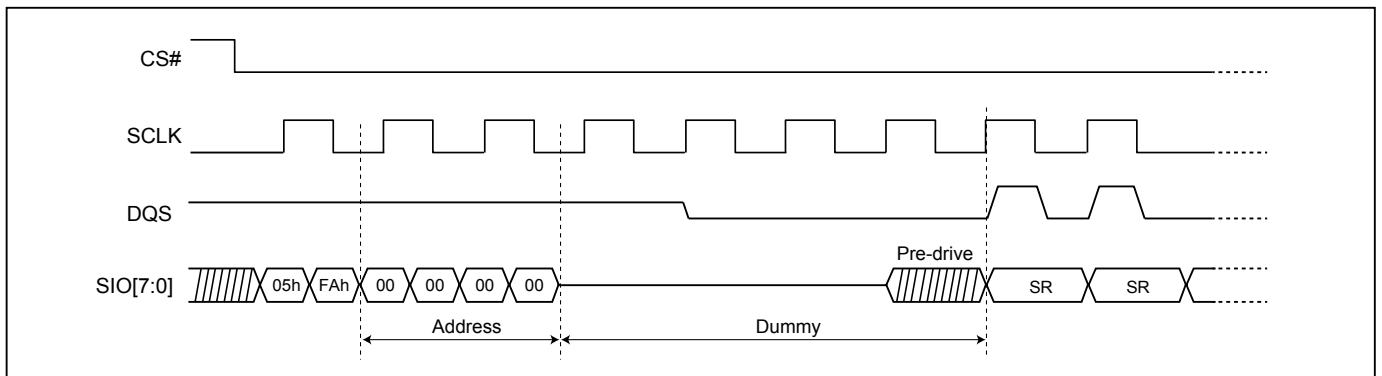 CS#
SCLK
DQS
Pre-drive
SIO[7:0] 05h FAh 00 00 00 00 SR SR
Address Dummy